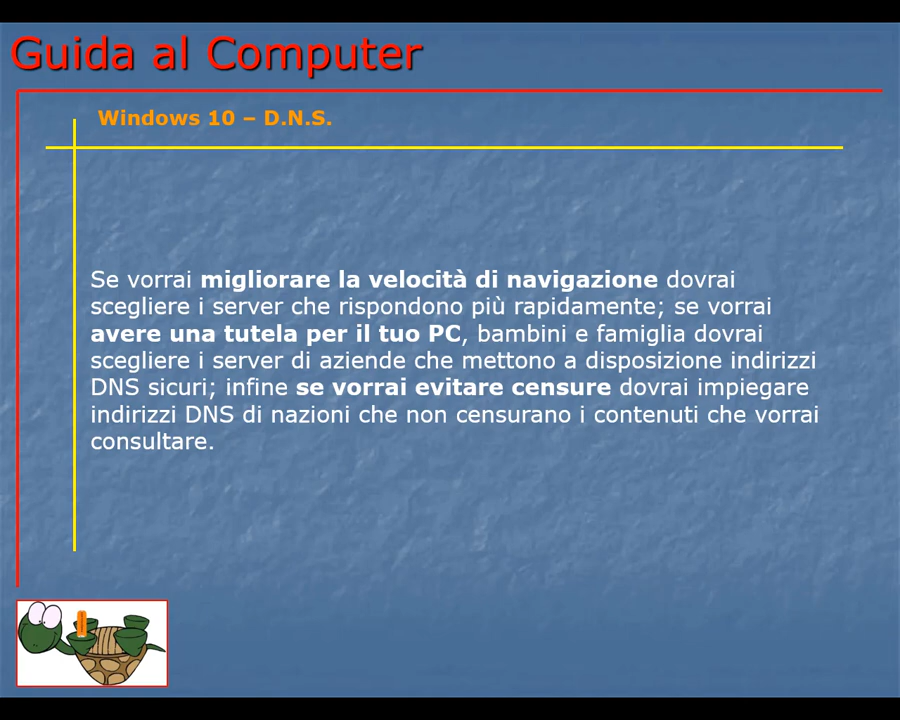 Guida al Computer
Windows 10 – D.N.S.
Se vorrai migliorare la velocità di navigazione dovrai
scegliere i server che rispondono più rapidamente; se vorrai
avere una tutela per il tuo PC, bambini e famiglia dovrai
scegliere i server di aziende che mettono a disposizione indirizzi
DNS sicuri; infine se vorrai evitare censure dovrai impiegare
indirizzi DNS di nazioni che non censurano i contenuti che vorrai
consultare.